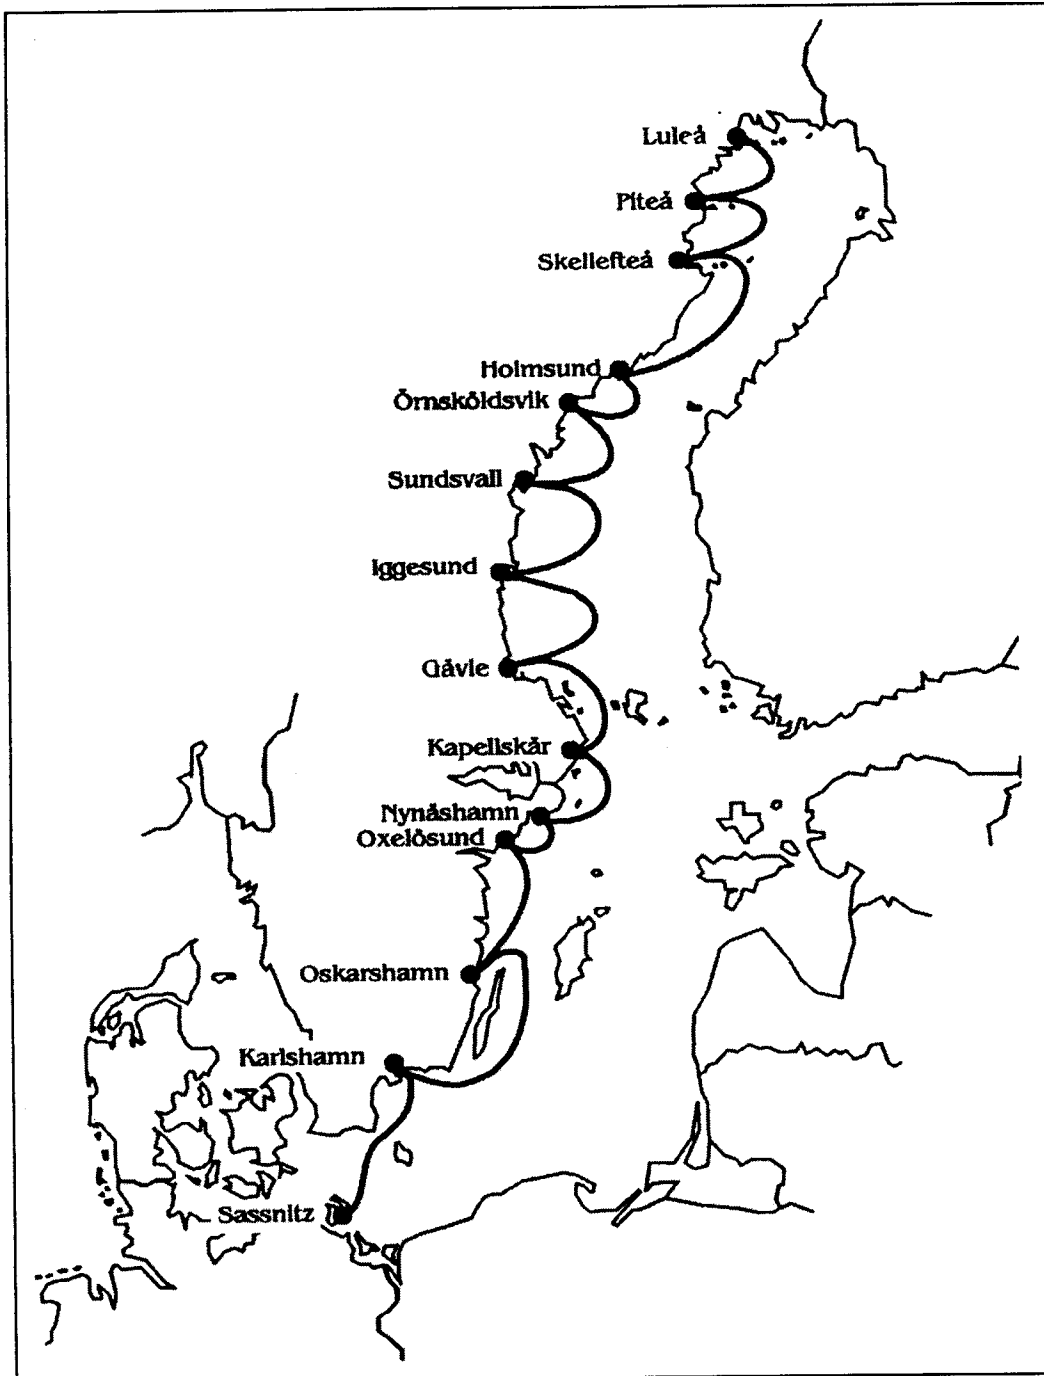 Luleå
Piteå
Skellefteå
Holmsund
Örnsköldsvik
Sundsvall
Iggesund
Gävle
Kapellskär
Nynäshamn
Oxelösund
Oskarshamn
Karlshamn
Sassnitz